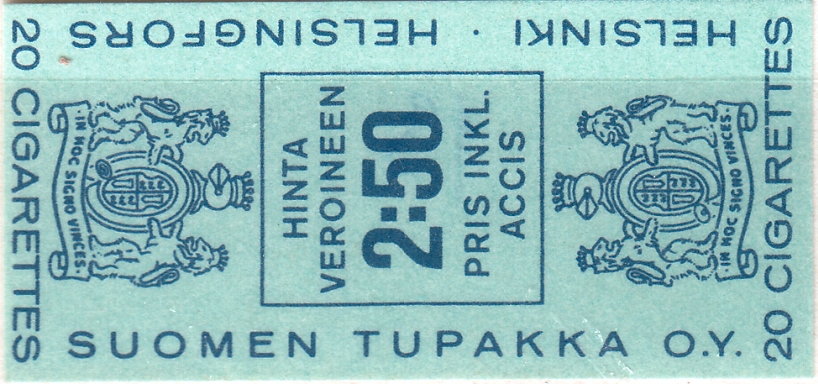 HELSINKI · HELSINGFORS
20 CIGARETTES
IN HOC SIGNO VINCES.
HINTA
VEROINEEN
2:50
PRIS INKL.
ACCIS
· IN HOC SIGNO VINCES.
20 CIGARETTES
SUOMEN TUPAKKA O.Y.